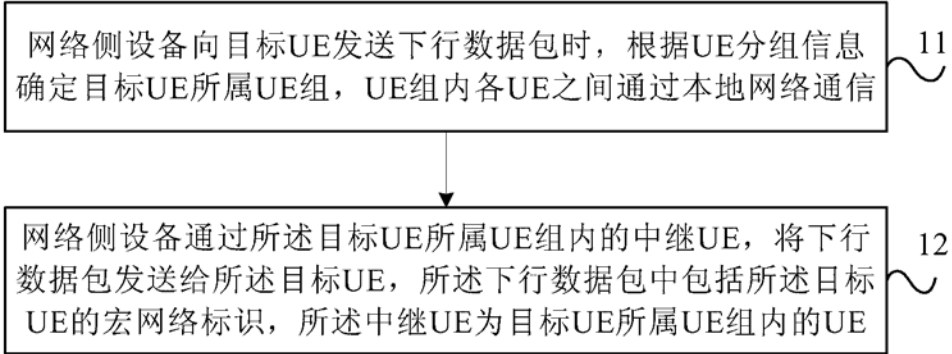 网络侧设备向目标UE发送下行数据包时，根据UE分组信息
确定目标UE所属UE组，UE组内各UE之间通过本地网络通信
11
网络侧设备通过所述目标UE所属UE组内的中继UE，将下行
数据包发送给所述目标UE，所述下行数据包中包括所述目标
UE的宏网络标识，所述中继UE为目标UE所属UE组内的UE
12